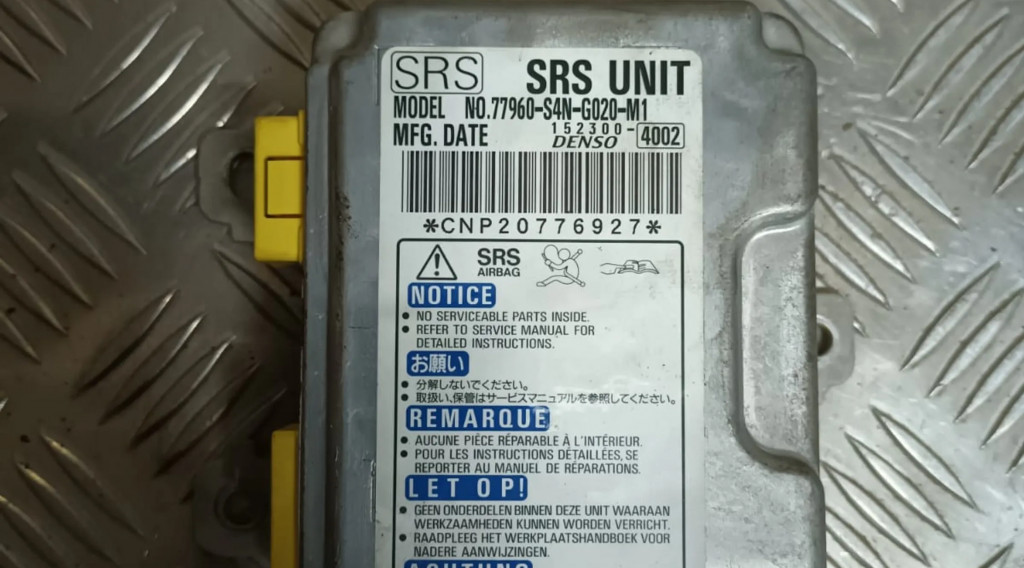 SRS SRS UNIT
MODEL NO.77960-S4N-G020-M1
MFG. DATE 152300-4002
DENSO
*CNP20776927*
SRS
AIRBAG
NOTICE
● NO SERVICEABLE PARTS INSIDE.
● REFER TO SERVICE MANUAL FOR
DETAILED INSTRUCTIONS.
お願い
● 分解しないでください。
● 取扱い、保管はサービスマニュアルを参照してください。
REMARQUE
● AUCUNE PIÈCE RÉPARABLE À L'INTÉRIEUR.
● POUR LES INSTRUCTIONS DÉTAILLÉES, SE
REPORTER AU MANUEL DE RÉPARATIONS.
LET OP!
● GEEN ONDERDELEN BINNEN DEZE UNIT WAARAAN
WERKZAAMHEDEN KUNNEN WORDEN VERRICHT.
● RAADPLEEG HET WERKPLAATSHANDBOEK VOOR
NADERE AANWIJZINGEN.
ACHTUNG